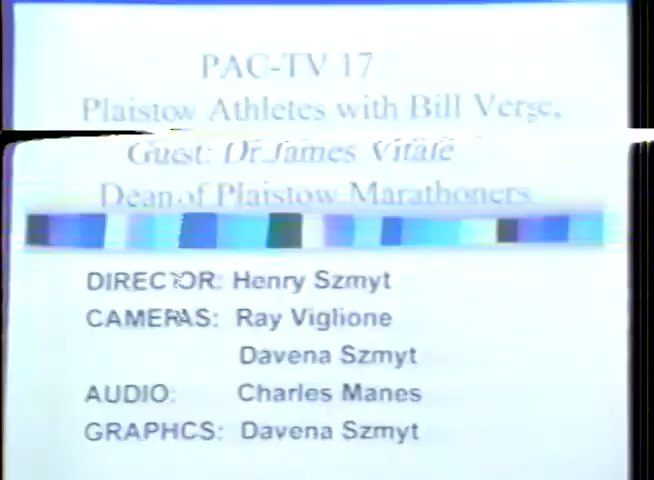 PAC-TV 17
Plaistow Athletes with Bill Verge,
Guest: Dr.James Vitale
Dean of Plaistow Marathoners
DIRECTOR: Henry Szmyt
CAMERAS: Ray Viglione
Davena Szmyt
AUDIO: Charles Manes
GRAPHCS: Davena Szmyt